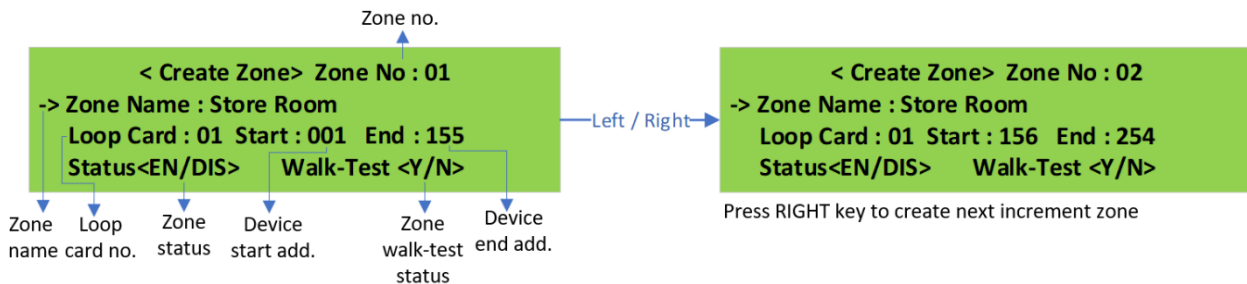 Zone no.
< Create Zone> Zone No : 01
-> Zone Name : Store Room
Loop Card : 01 Start : 001 End : 155
Status<EN/DIS> Walk-Test <Y/N>
Left / Right
< Create Zone> Zone No : 02
-> Zone Name : Store Room
Loop Card : 01 Start : 156 End : 254
Status<EN/DIS> Walk-Test <Y/N>
Zone
name
Loop
card no.
Zone
status
Device
start add.
Zone
walk-test
status
Device
end add.
Press RIGHT key to create next increment zone